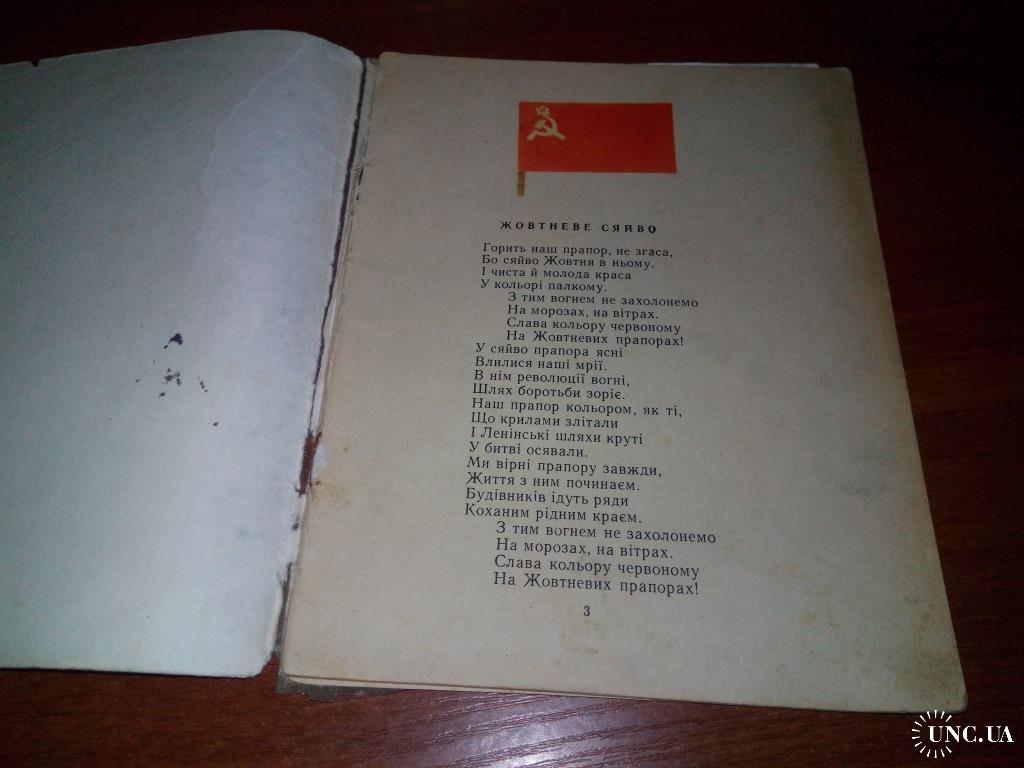 ЖОВТНЕВЕ СЯЙВО
Горить наш прапор, не згаса,
Бо сяйво Жовтня в ньому.
І чиста й молода краса
У кольорі палкому.
З тим вогнем не захолонемо
На морозах, на вітрах.
Слава кольору червоному
На Жовтневих прапорах!
У сяйво прапора ясні
Влилися наші мрії.
В нім революції вогні,
Шлях боротьби зоріє.
Наш прапор кольором, як ті,
Що крилами злітали
І Ленінські шляхи круті
У битві осявали.
Ми вірні прапору завжди,
Життя з ним починаєм.
Будівників ідуть ряди
Коханим рідним краєм.
З тим вогнем не захолонемо
На морозах, на вітрах.
Слава кольору червоному
На Жовтневих прапорах!
3
UNC.UA